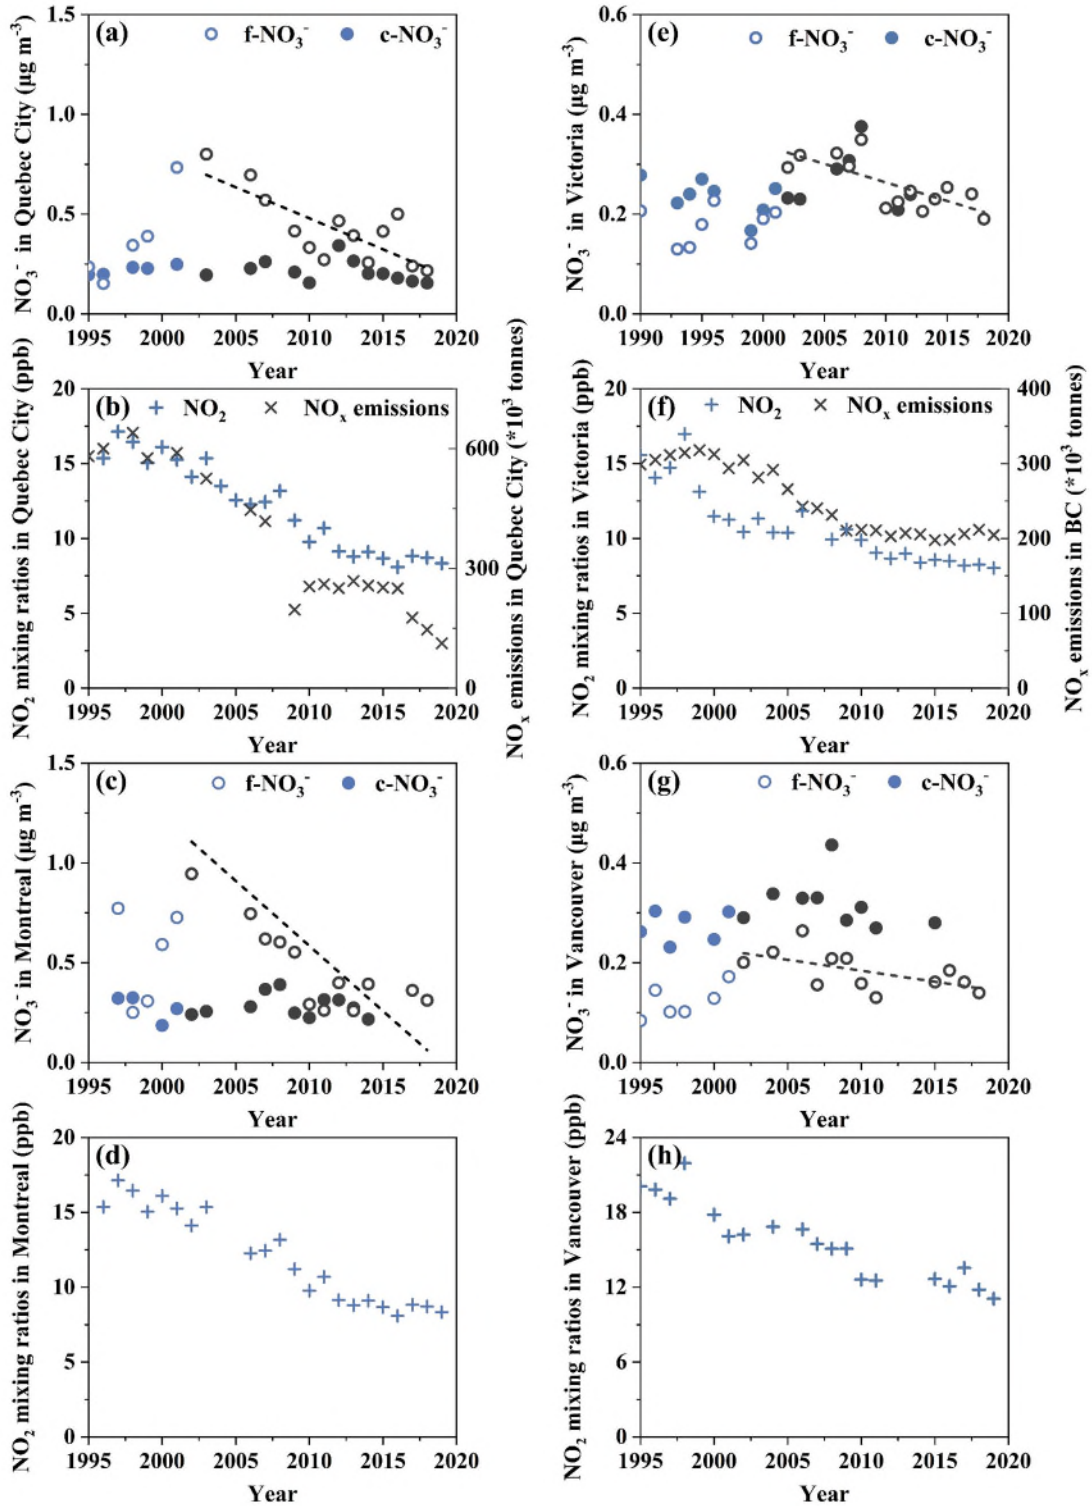 (a) f-NO₃⁻ c-NO₃⁻
NO₃⁻ in Quebec City (μg m⁻³)
1.5
1.0
0.5
0.0
1995 2000 2005 2010 2015 2020
Year
(e) f-NO₃⁻ c-NO₃⁻
NO₃⁻ in Victoria (μg m⁻³)
0.6
0.4
0.2
0.0
1990 1995 2000 2005 2010 2015 2020
Year
(b) NO₂ NOₓ emissions
NO₂ mixing ratios in Quebec City (ppb)
20
15
10
5
0
NOₓ emissions in Quebec City (*10³ tonnes)
600
300
0
1995 2000 2005 2010 2015 2020
Year
(f) NO₂ NOₓ emissions
NO₂ mixing ratios in Victoria (ppb)
20
15
10
5
0
NOₓ emissions in BC (*10³ tonnes)
400
300
200
100
0
1995 2000 2005 2010 2015 2020
Year
(c) f-NO₃⁻ c-NO₃⁻
NO₃⁻ in Montreal (μg m⁻³)
1.5
1.0
0.5
0.0
1995 2000 2005 2010 2015 2020
Year
(g) f-NO₃⁻ c-NO₃⁻
NO₃⁻ in Vancouver (μg m⁻³)
0.6
0.4
0.2
0.0
1995 2000 2005 2010 2015 2020
Year
(d)
NO₂ mixing ratios in Montreal (ppb)
20
15
10
5
0
1995 2000 2005 2010 2015 2020
Year
(h)
NO₂ mixing ratios in Vancouver (ppb)
24
18
12
6
0
1995 2000 2005 2010 2015 2020
Year